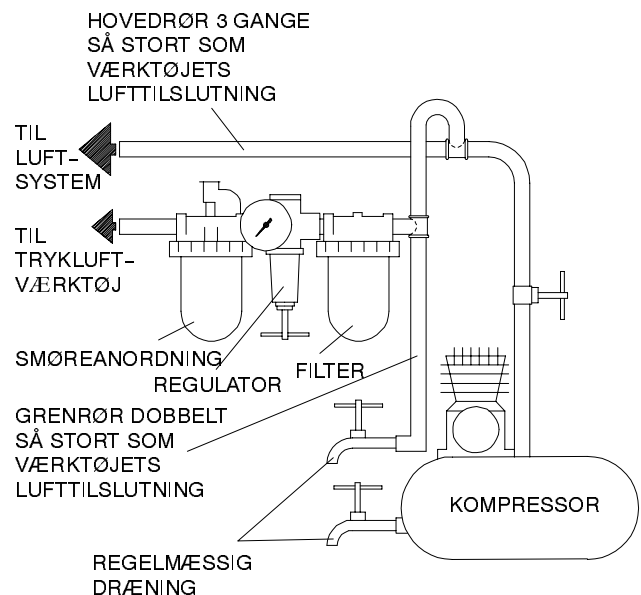 HOVEDRØR 3 GANGE
SÅ STORT SOM
VÆRKTØJETS
LUFTTILSLUTNING
TIL
LUFT-
SYSTEM
TIL
TRYKLUFT-
VÆRKTØJ
SMØREANORDNING
REGULATOR
FILTER
GRENRØR DOBBELT
SÅ STORT SOM
VÆRKTØJETS
LUFTTILSLUTNING
KOMPRESSOR
REGELMÆSSIG
DRÆNING